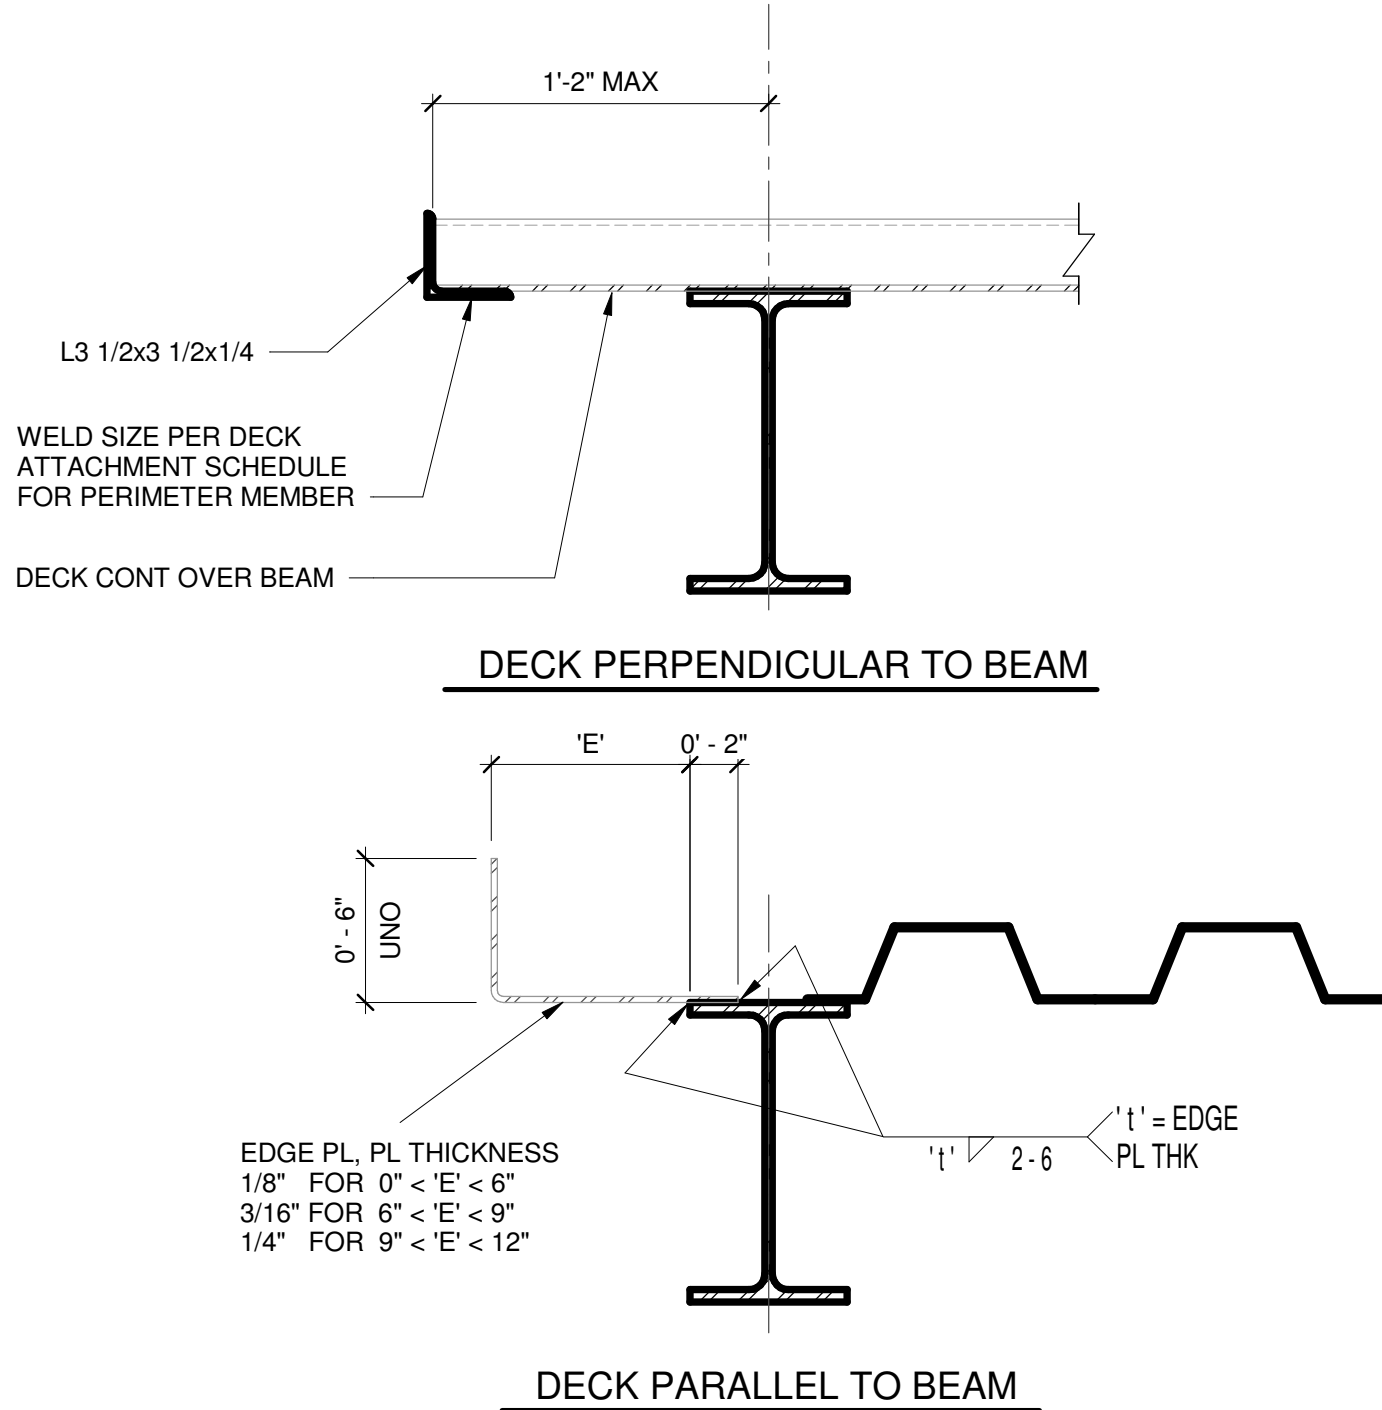 1'-2" MAX
L3 1/2x3 1/2x1/4
WELD SIZE PER DECK
ATTACHMENT SCHEDULE
FOR PERIMETER MEMBER
DECK CONT OVER BEAM
DECK PERPENDICULAR TO BEAM
'E'
0' - 2"
0' - 6"
UNO
EDGE PL, PL THICKNESS
1/8" FOR 0" < 'E' < 6"
3/16" FOR 6" < 'E' < 9"
1/4" FOR 9" < 'E' < 12"
't'
2-6
't' = EDGE
PL THK
DECK PARALLEL TO BEAM